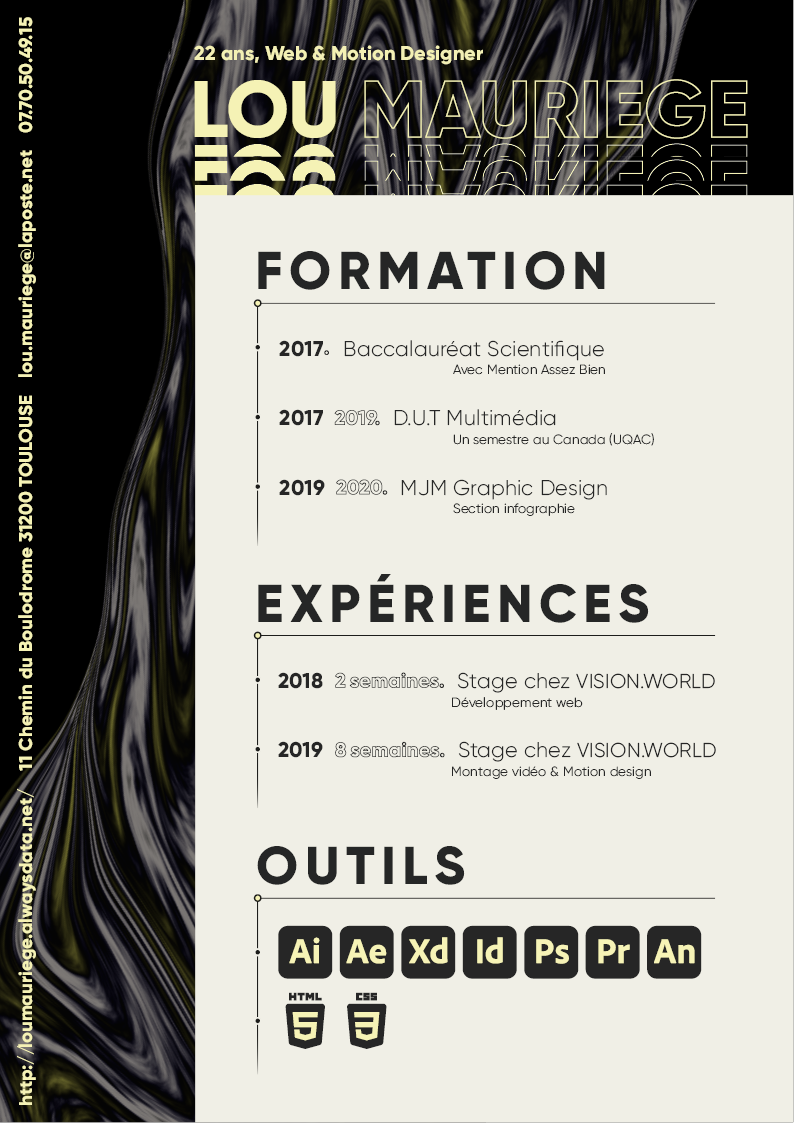 22 ans, Web & Motion Designer
LOU MAURIEGE
http://loumauriege.alwaysdata.net/ 11 Chemin du Boulodrome 31200 TOULOUSE lou.mauriege@laposte.net 07.70.50.49.15
FORMATION
2017. Baccalauréat Scientifique
Avec Mention Assez Bien
2017 2019. D.U.T Multimédia
Un semestre au Canada (UQAC)
2019 2020. MJM Graphic Design
Section infographie
EXPÉRIENCES
2018 2 semaines. Stage chez VISION.WORLD
Développement web
2019 8 semaines. Stage chez VISION.WORLD
Montage vidéo & Motion design
OUTILS
Ai Ae Xd Id Ps Pr An
HTML CSS
5 3